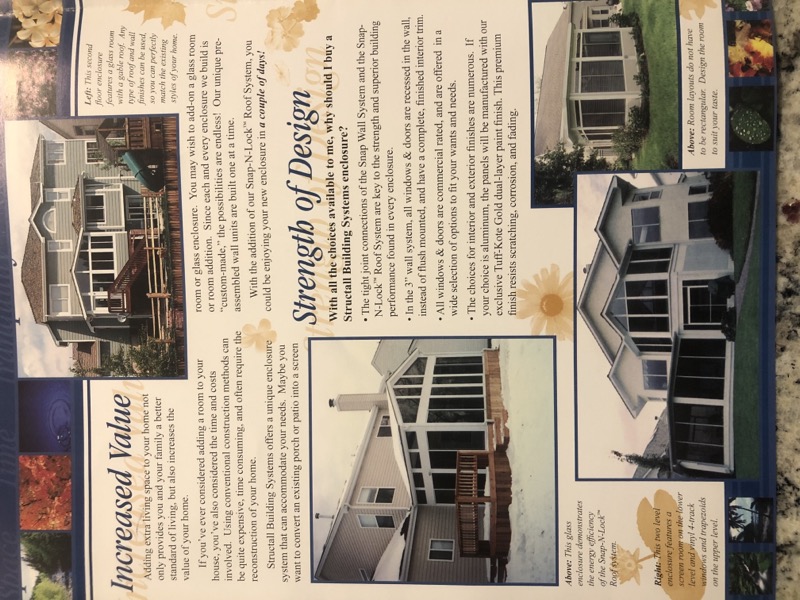 Space time tranquility
Left: This second
floor enclosure
features a glass room
with a gable roof. Any
type of roof and wall
finishes can be used,
so you can perfectly
match the existing
styles of your home.
Increased Value
Adding extra living space to your home not
only provides you and your family a better
standard of living, but also increases the
value of your home.
If you've ever considered adding a room to your
house, you've also considered the time and costs
involved. Using conventional construction methods can
be quite expensive, time consuming, and often require the
reconstruction of your home.
Structall Building Systems offers a unique enclosure
system that can accommodate your needs. Maybe you
want to convert an existing porch or patio into a screen
room or glass enclosure. You may wish to add-on a glass room
or room addition. Since each and every enclosure we build is
"custom-made," the possibilities are endless! Our unique pre-
assembled wall units are built one at a time.
With the addition of our Snap-N-Lock™ Roof System, you
could be enjoying your new enclosure in a couple of days!
Strength of Design
With all the choices available to me, why should I buy a
Structall Building Systems enclosure?
• The tight joint connections of the Snap Wall System and the Snap-
N-Lock™ Roof System are key to the strength and superior building
performance found in every enclosure.
• In the 3" wall system, all windows & doors are recessed in the wall,
instead of flush mounted, and have a complete, finished interior trim.
• All windows & doors are commercial rated, and are offered in a
wide selection of options to fit your wants and needs.
• The choices for interior and exterior finishes are numerous. If
your choice is aluminum, the panels will be manufactured with our
exclusive Tuff-Kote Gold dual-layer paint finish. This premium
finish resists scratching, corrosion, and fading.
Above: This glass
enclosure demonstrates
the energy efficiency
of the Snap-N-Lock™
Roof system.
Right: This two level
enclosure features a
screen room on the lower
level and vinyl 4-track
windows and trapezoids
on the upper level.
Above: Room layouts do not have
to be rectangular. Design the room
to suit your taste.